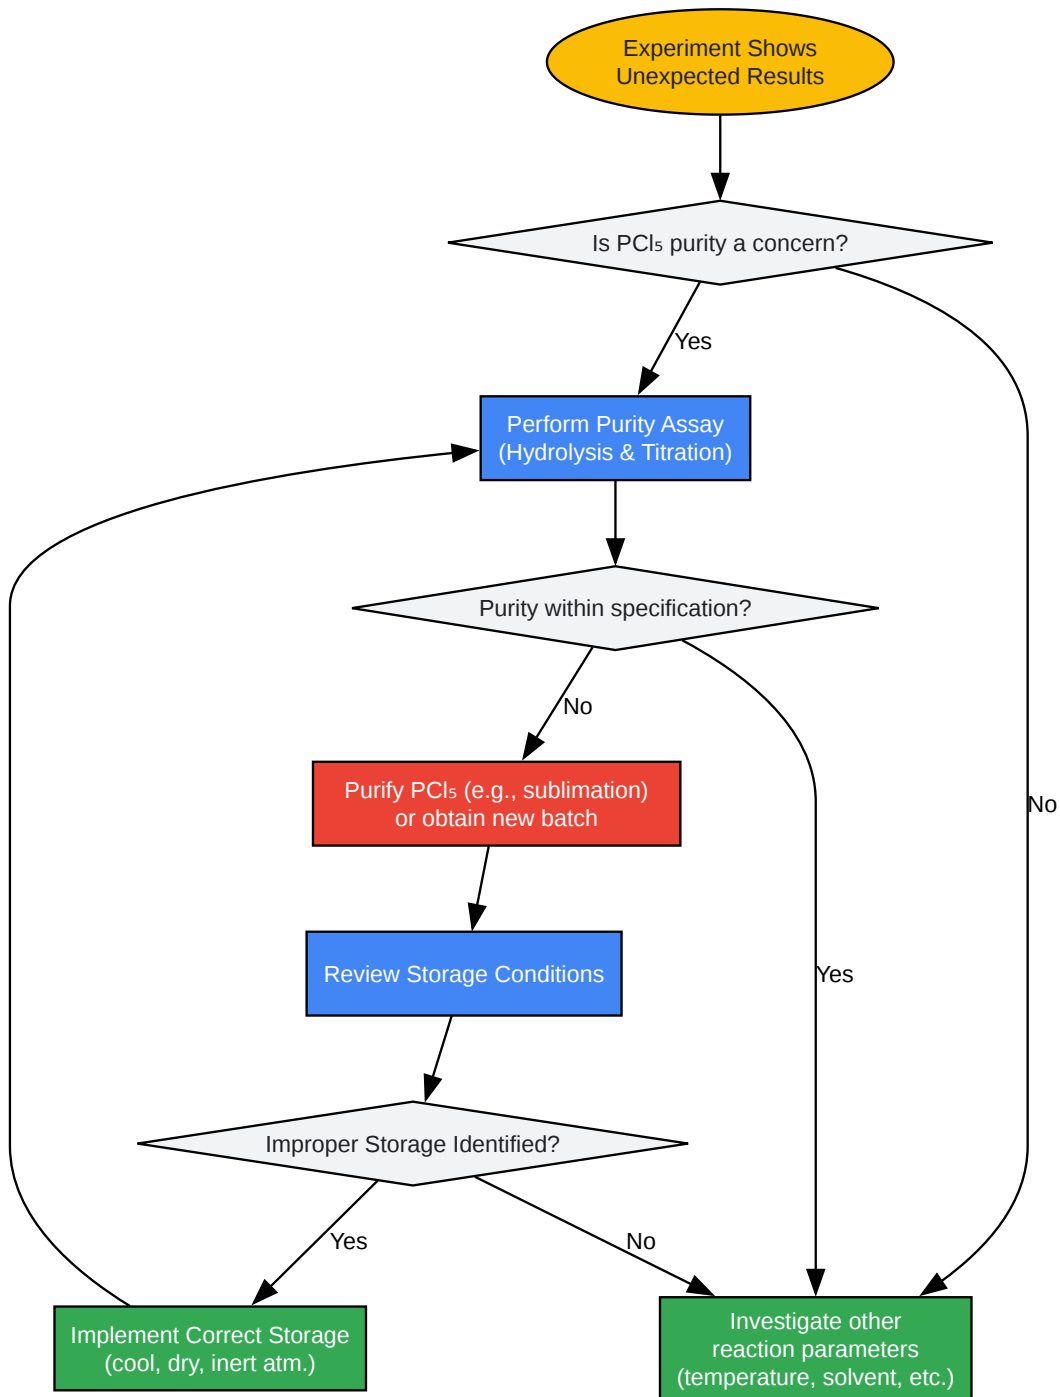 Experiment Shows
Unexpected Results
Is PCl₅ purity a concern?
Yes
Perform Purity Assay
(Hydrolysis & Titration)
Purity within specification?
No
Purify PCl₅ (e.g., sublimation)
or obtain new batch
No
Review Storage Conditions
Yes
Improper Storage Identified?
Yes
No
Implement Correct Storage
(cool, dry, inert atm.)
Investigate other
reaction parameters
(temperature, solvent, etc.)